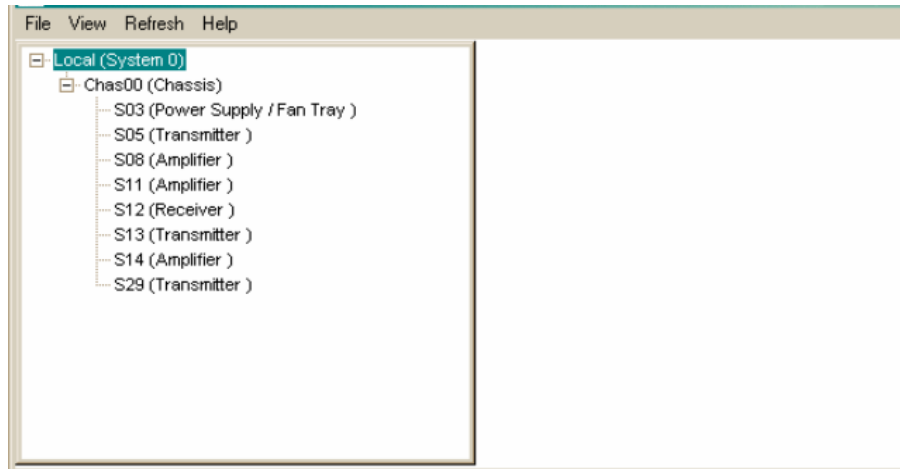 File View Refresh Help
Local (System 0)
Chas00 (Chassis)
S03 (Power Supply / Fan Tray )
S05 (Transmitter )
S08 (Amplifier )
S11 (Amplifier )
S12 (Receiver )
S13 (Transmitter )
S14 (Amplifier )
S29 (Transmitter )